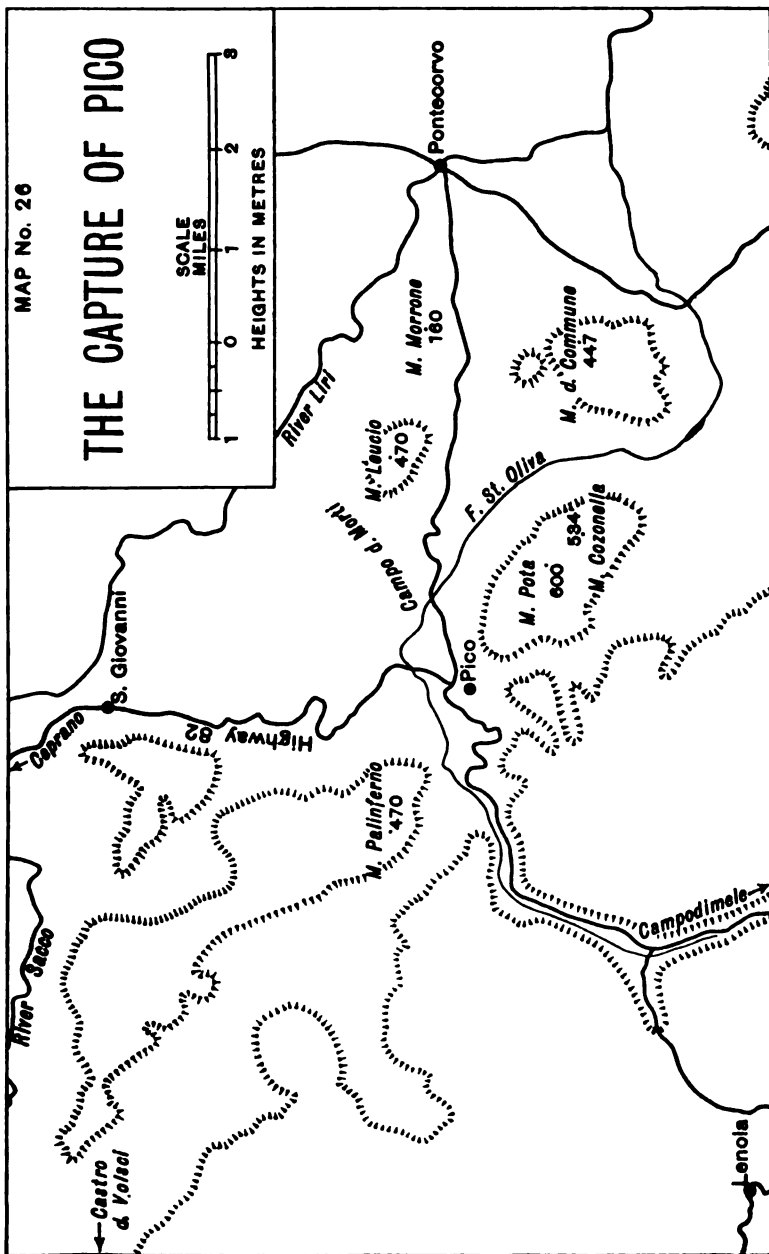 MAP No. 26
THE CAPTURE OF PICO
SCALE
MILES
1 0 1 2 3
HEIGHTS IN METRES
River Sacco
Castro
d. Volsci
Ceprano
S. Giovanni
Highway 82
River Liri
M. Palinferno
470
Campo d. Morti
M. Leucio
470
M. Morrone
160
Pontecorvo
Pico
F. St. Oliva
M. Pota
600
534
M. Cozonella
M. d. Commune
447
Campodimele
Lenola